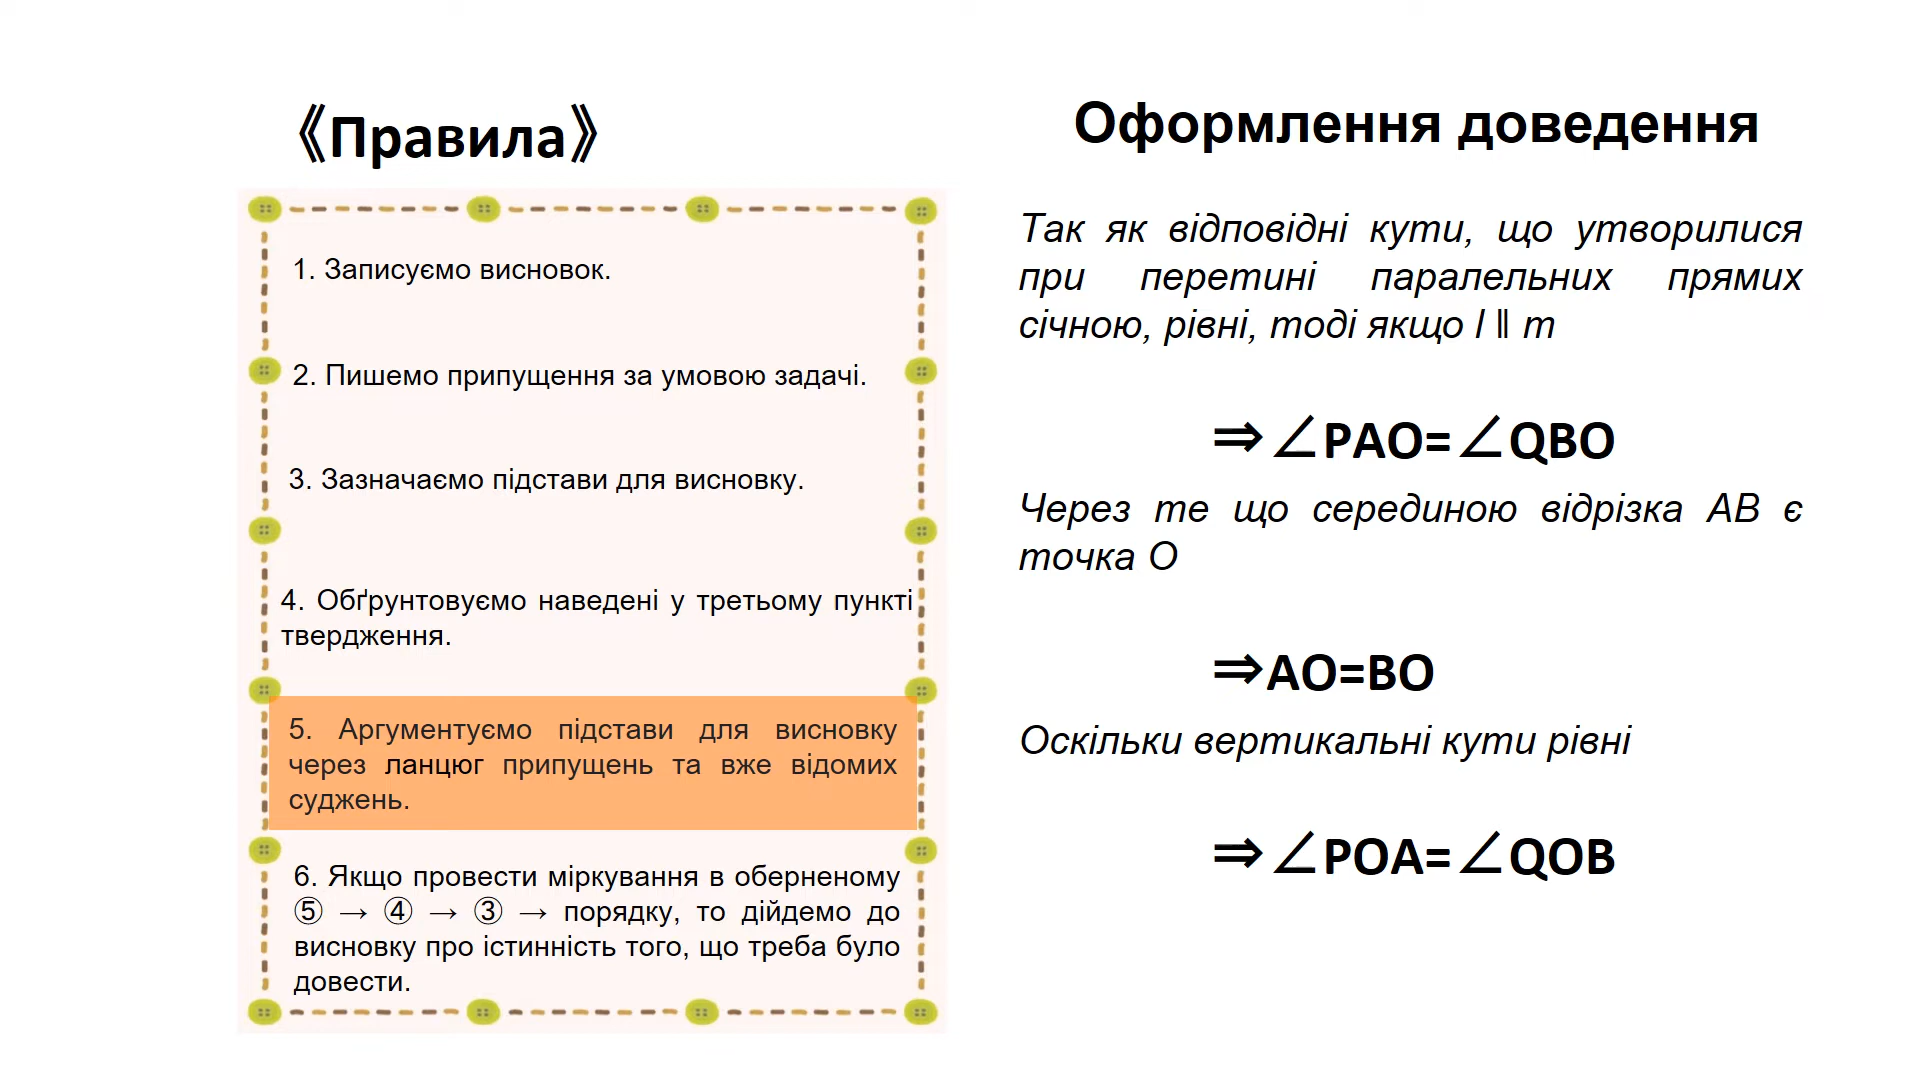 《Правила》
1. Записуємо висновок.
2. Пишемо припущення за умовою задачі.
3. Зазначаємо підстави для висновку.
4. Обґрунтовуємо наведені у третьому пункті
твердження.
5. Аргументуємо підстави для висновку
через ланцюг припущень та вже відомих
суджень.
6. Якщо провести міркування в оберненому
⑤ → ④ → ③ → порядку, то дійдемо до
висновку про істинність того, що треба було
довести.
Оформлення доведення
Так як відповідні кути, що утворилися
при перетині паралельних прямих
січною, рівні, тоді якщо l ∥ m
⇒∠PAO=∠QBO
Через те що серединою відрізка AB є
точка O
⇒AO=BO
Оскільки вертикальні кути рівні
⇒∠POA=∠QOB